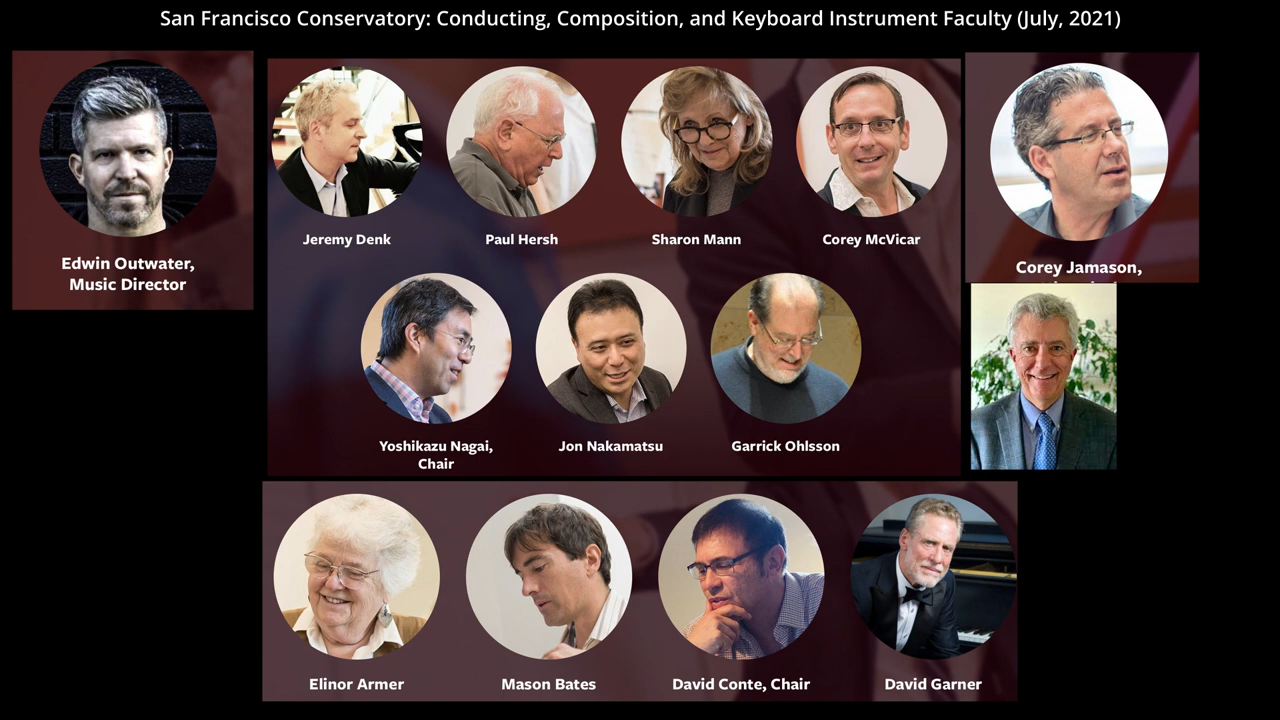 San Francisco Conservatory: Conducting, Composition, and Keyboard Instrument Faculty (July, 2021)
Edwin Outwater,
Music Director
Jeremy Denk
Paul Hersh
Sharon Mann
Corey McVicar
Corey Jamason,
Yoshikazu Nagai,
Chair
Jon Nakamatsu
Garrick Ohlsson
Elinor Armer
Mason Bates
David Conte, Chair
David Garner